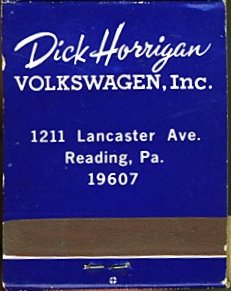 Dick Horrigan
VOLKSWAGEN, Inc.
1211 Lancaster Ave.
Reading, Pa.
19607